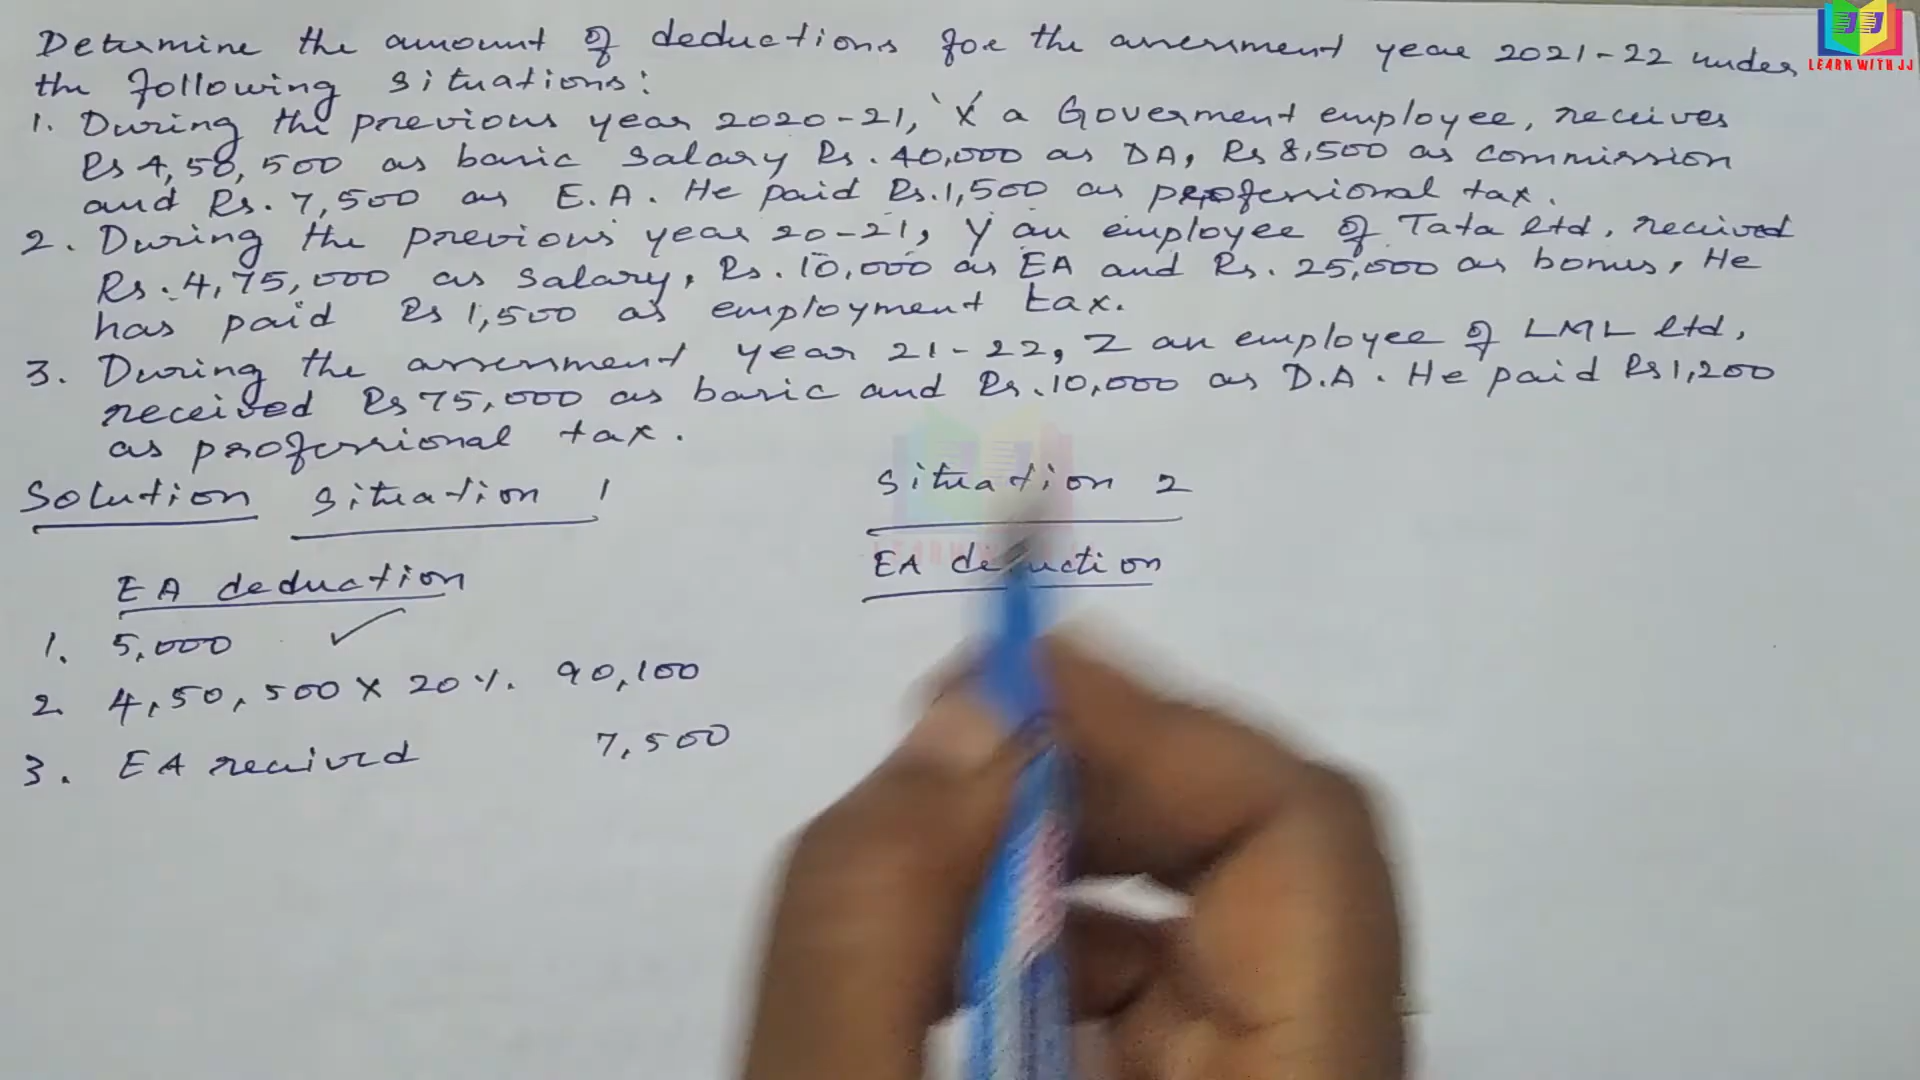 Determine the amount of deductions for the assessment year 2021-22 under
the following situations:
1. During the previous year 2020-21, 'X' a Goverment employee, receives
Rs 4,50,500 as basic salary Rs. 40,000 as DA, Rs 8,500 as commission
and Rs. 7,500 as E.A. He paid Rs.1,500 as professional tax.
2. During the previous year 20-21, Y an employee of Tata ltd, received
Rs. 4,75,000 as salary, Rs. 10,000 as EA and Rs. 25,000 as bonus, He
has paid Rs 1,500 as employment tax.
3. During the assessment year 21-22, Z an employee of LML ltd,
received Rs 75,000 as basic and Rs.10,000 as D.A. He paid Rs 1,200
as professional tax.
Solution Situation 1
EA deduction
1. 5,000 ✓
2. 4,50,500 x 20%. 90,100
3. EA received 7,500
Situation 2
EA deduction
LEARN WITH JJ